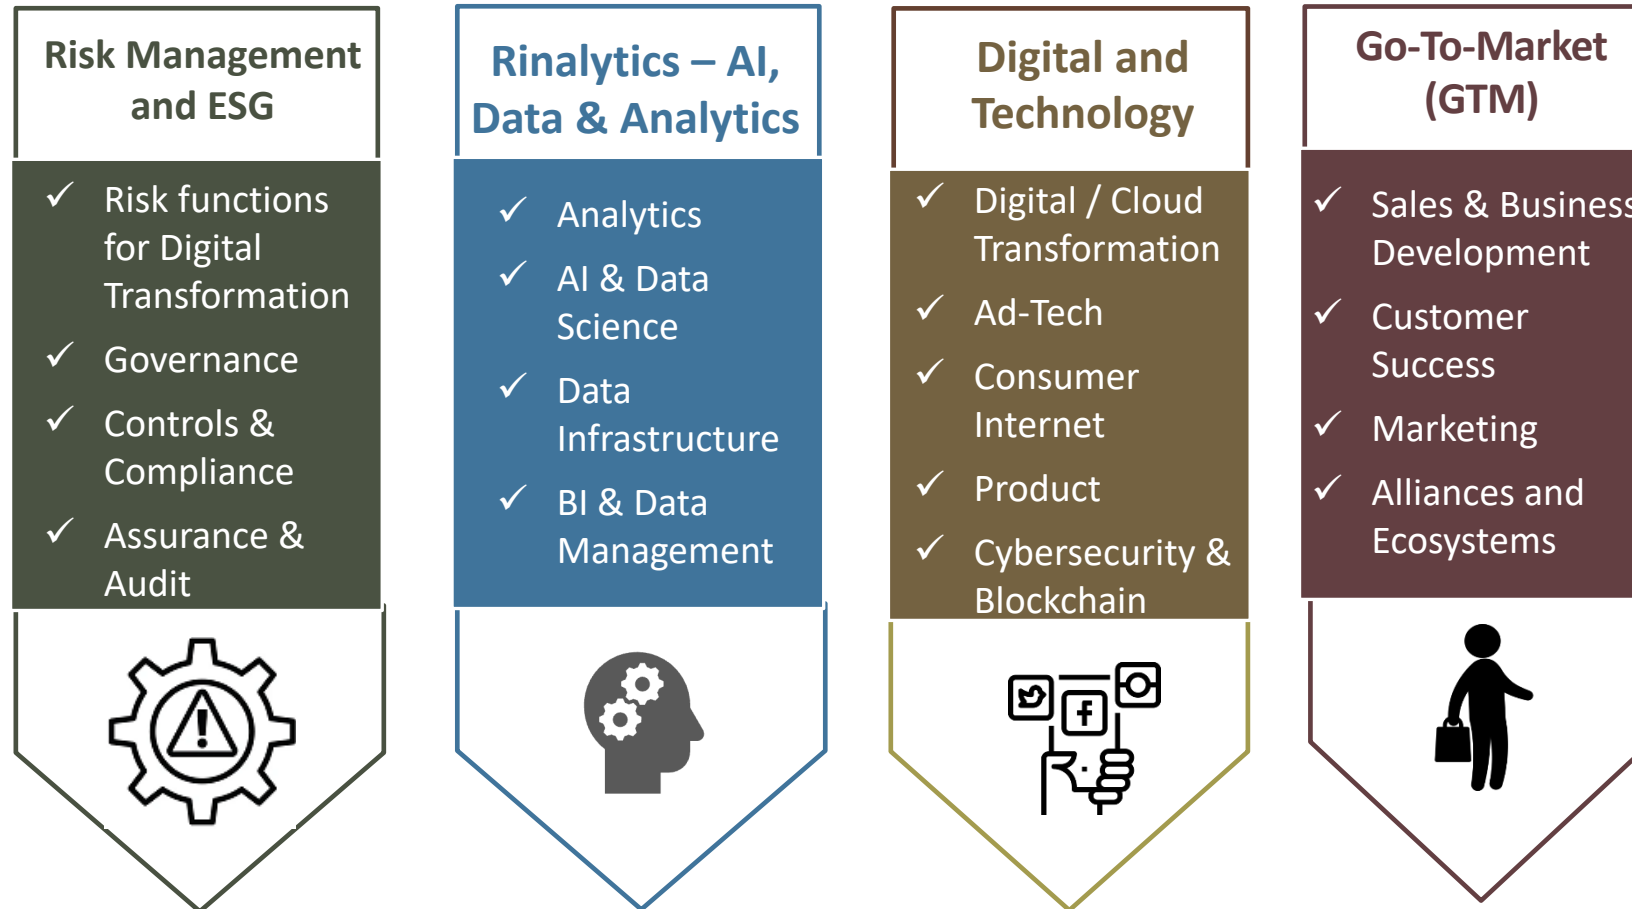 Risk Management
and ESG
✓ Risk functions
for Digital
Transformation
✓ Governance
✓ Controls &
Compliance
✓ Assurance &
Audit
Rinalytics – AI,
Data & Analytics
✓ Analytics
✓ AI & Data
Science
✓ Data
Infrastructure
✓ BI & Data
Management
Digital and
Technology
✓ Digital / Cloud
Transformation
✓ Ad-Tech
✓ Consumer
Internet
✓ Product
✓ Cybersecurity &
Blockchain
Go-To-Market
(GTM)
✓ Sales & Business
Development
✓ Customer
Success
✓ Marketing
✓ Alliances and
Ecosystems